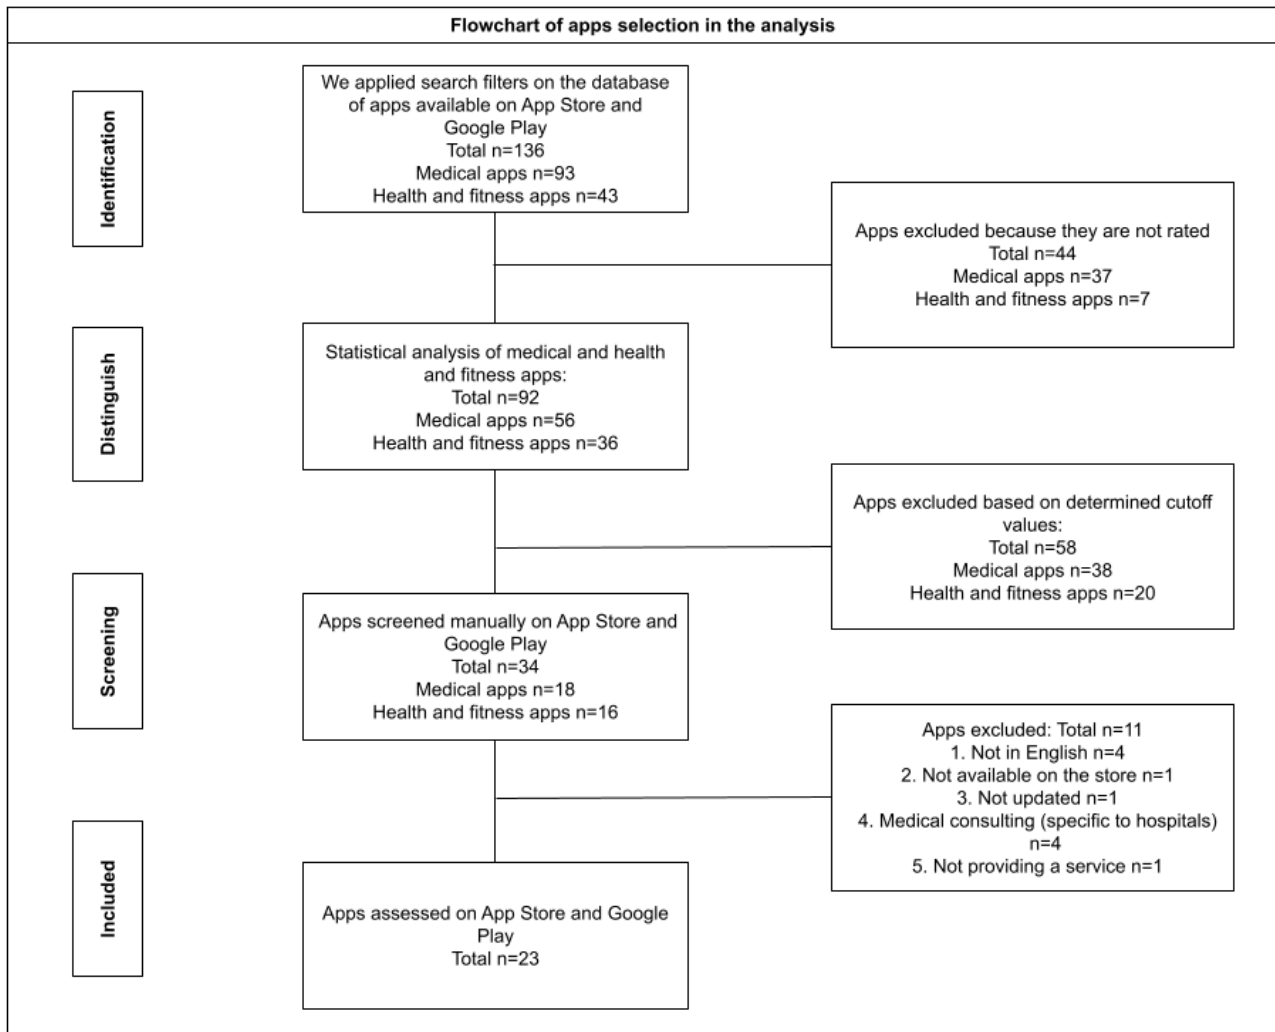 Flowchart of apps selection in the analysis
Identification
We applied search filters on the database
of apps available on App Store and
Google Play
Total n=136
Medical apps n=93
Health and fitness apps n=43
Apps excluded because they are not rated
Total n=44
Medical apps n=37
Health and fitness apps n=7
Distinguish
Statistical analysis of medical and health
and fitness apps:
Total n=92
Medical apps n=56
Health and fitness apps n=36
Apps excluded based on determined cutoff
values:
Total n=58
Medical apps n=38
Health and fitness apps n=20
Screening
Apps screened manually on App Store and
Google Play
Total n=34
Medical apps n=18
Health and fitness apps n=16
Apps excluded: Total n=11
1. Not in English n=4
2. Not available on the store n=1
3. Not updated n=1
4. Medical consulting (specific to hospitals)
n=4
5. Not providing a service n=1
Included
Apps assessed on App Store and Google
Play
Total n=23